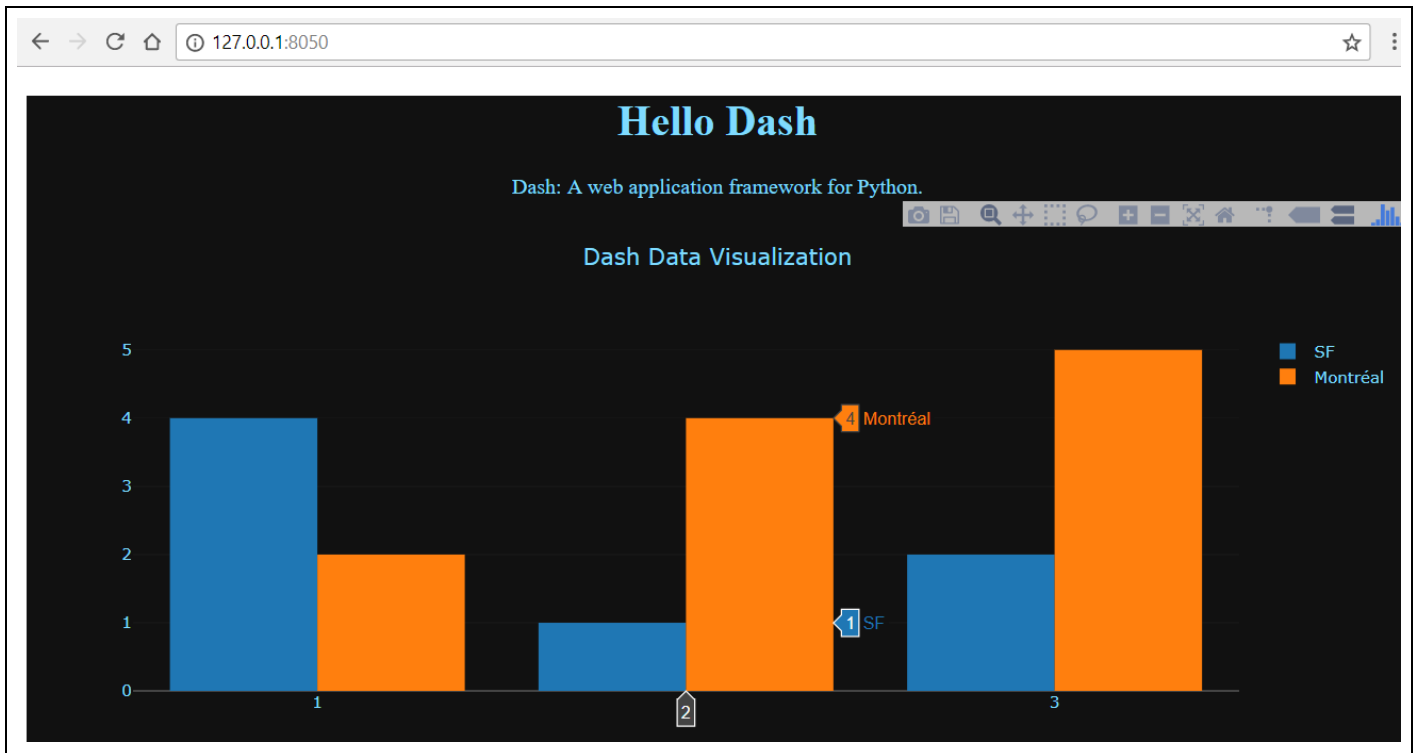 127.0.0.1:8050
Hello Dash
Dash: A web application framework for Python.
Dash Data Visualization
5
4
3
2
1
0
4 Montréal
1 SF
1
2
3
SF
Montréal